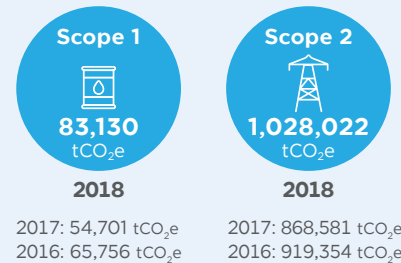 Scope 1
83,130
tCO₂e
2018
2017: 54,701 tCO₂e
2016: 65,756 tCO₂e
Scope 2
1,028,022
tCO₂e
2018
2017: 868,581 tCO₂e
2016: 919,354 tCO₂e